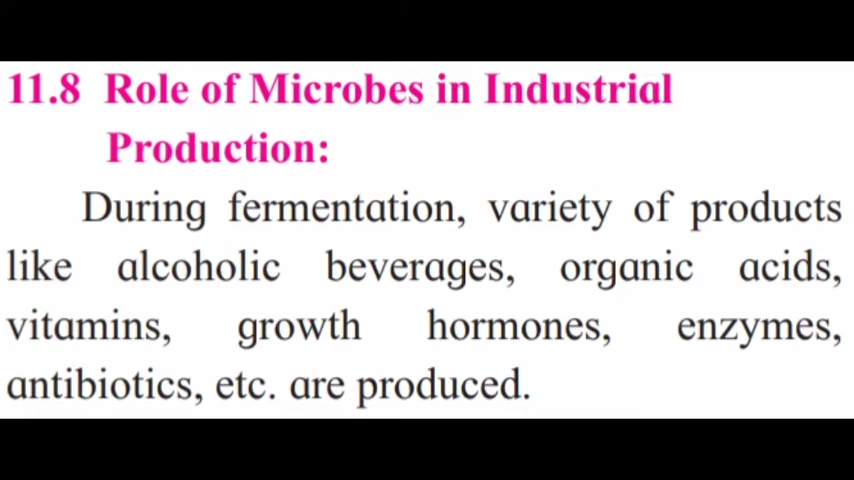 11.8 Role of Microbes in Industrial
Production:
During fermentation, variety of products
like alcoholic beverages, organic acids,
vitamins, growth hormones, enzymes,
antibiotics, etc. are produced.